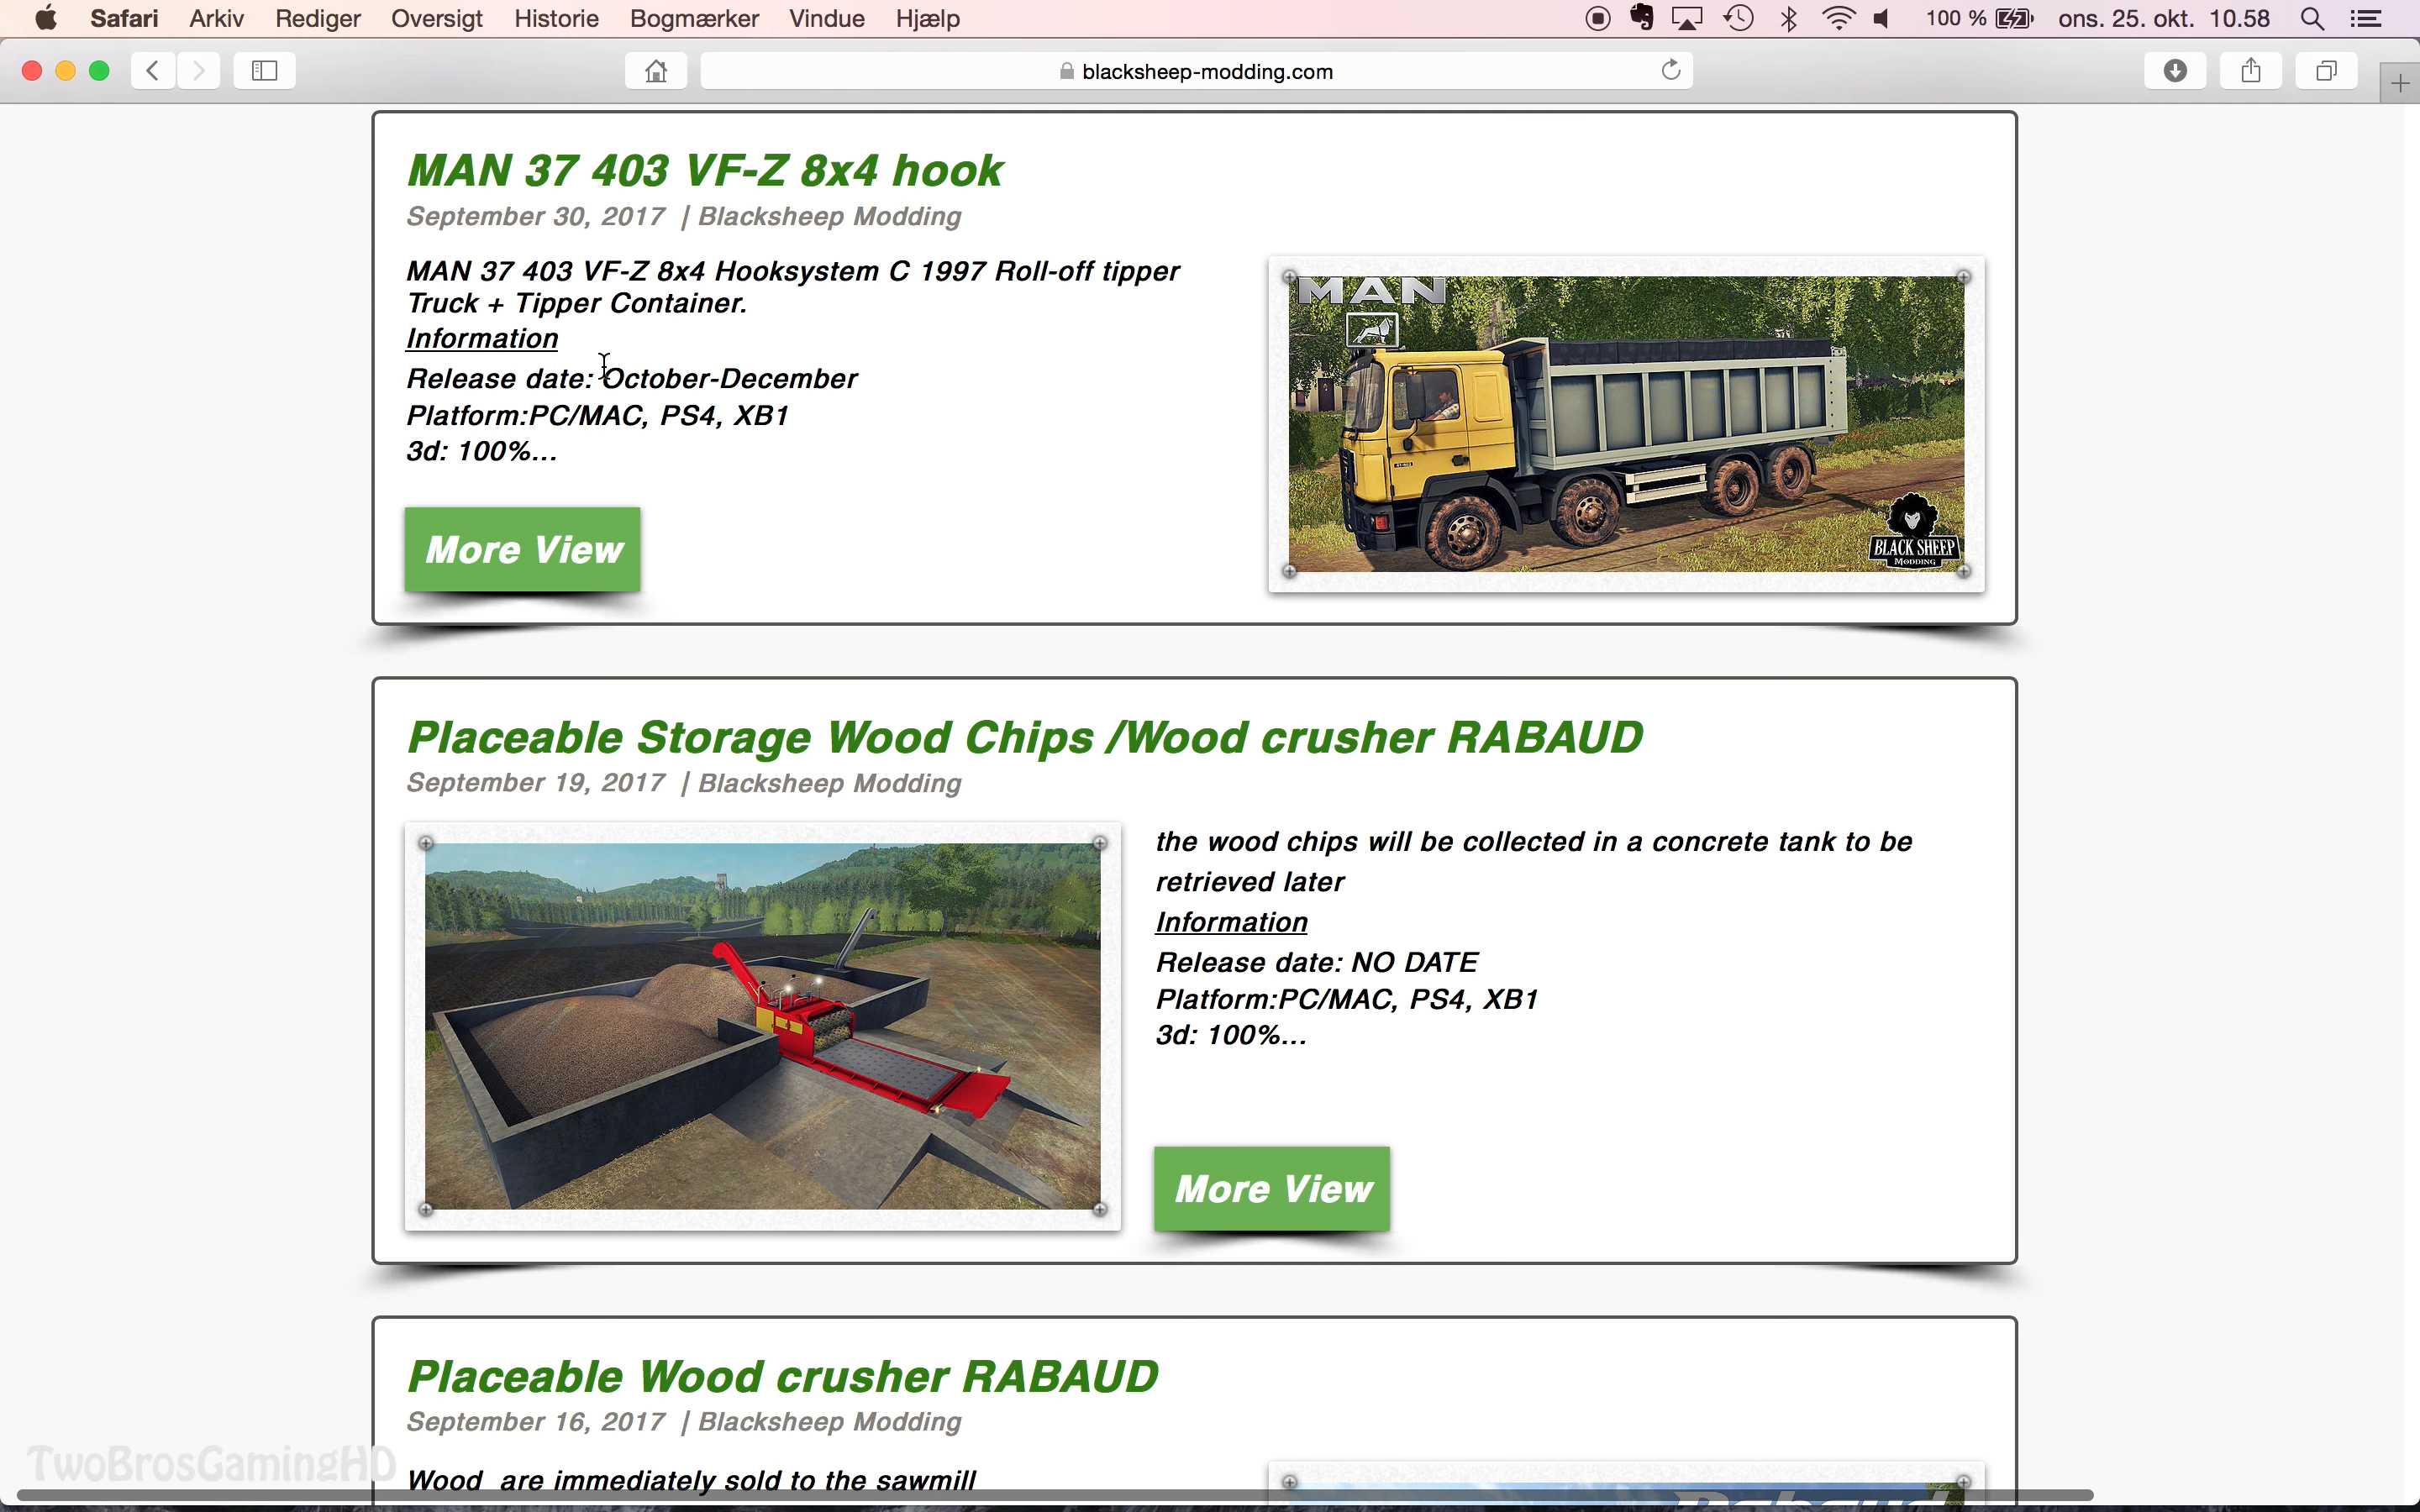 Safari Arkiv Rediger Oversigt Historie Bogmærker Vindue Hjælp 100 % ons. 25. okt. 10.58
blacksheep-modding.com
MAN 37 403 VF-Z 8x4 hook
September 30, 2017 | Blacksheep Modding
MAN 37 403 VF-Z 8x4 Hooksystem C 1997 Roll-off tipper
Truck + Tipper Container.
Information
Release date: October-December
Platform:PC/MAC, PS4, XB1
3d: 100%...
More View
MAN
BLACK SHEEP
MODDING
Placeable Storage Wood Chips /Wood crusher RABAUD
September 19, 2017 | Blacksheep Modding
the wood chips will be collected in a concrete tank to be
retrieved later
Information
Release date: NO DATE
Platform:PC/MAC, PS4, XB1
3d: 100%...
More View
Placeable Wood crusher RABAUD
September 16, 2017 | Blacksheep Modding
Wood are immediately sold to the sawmill
TwoBrosGamingHD